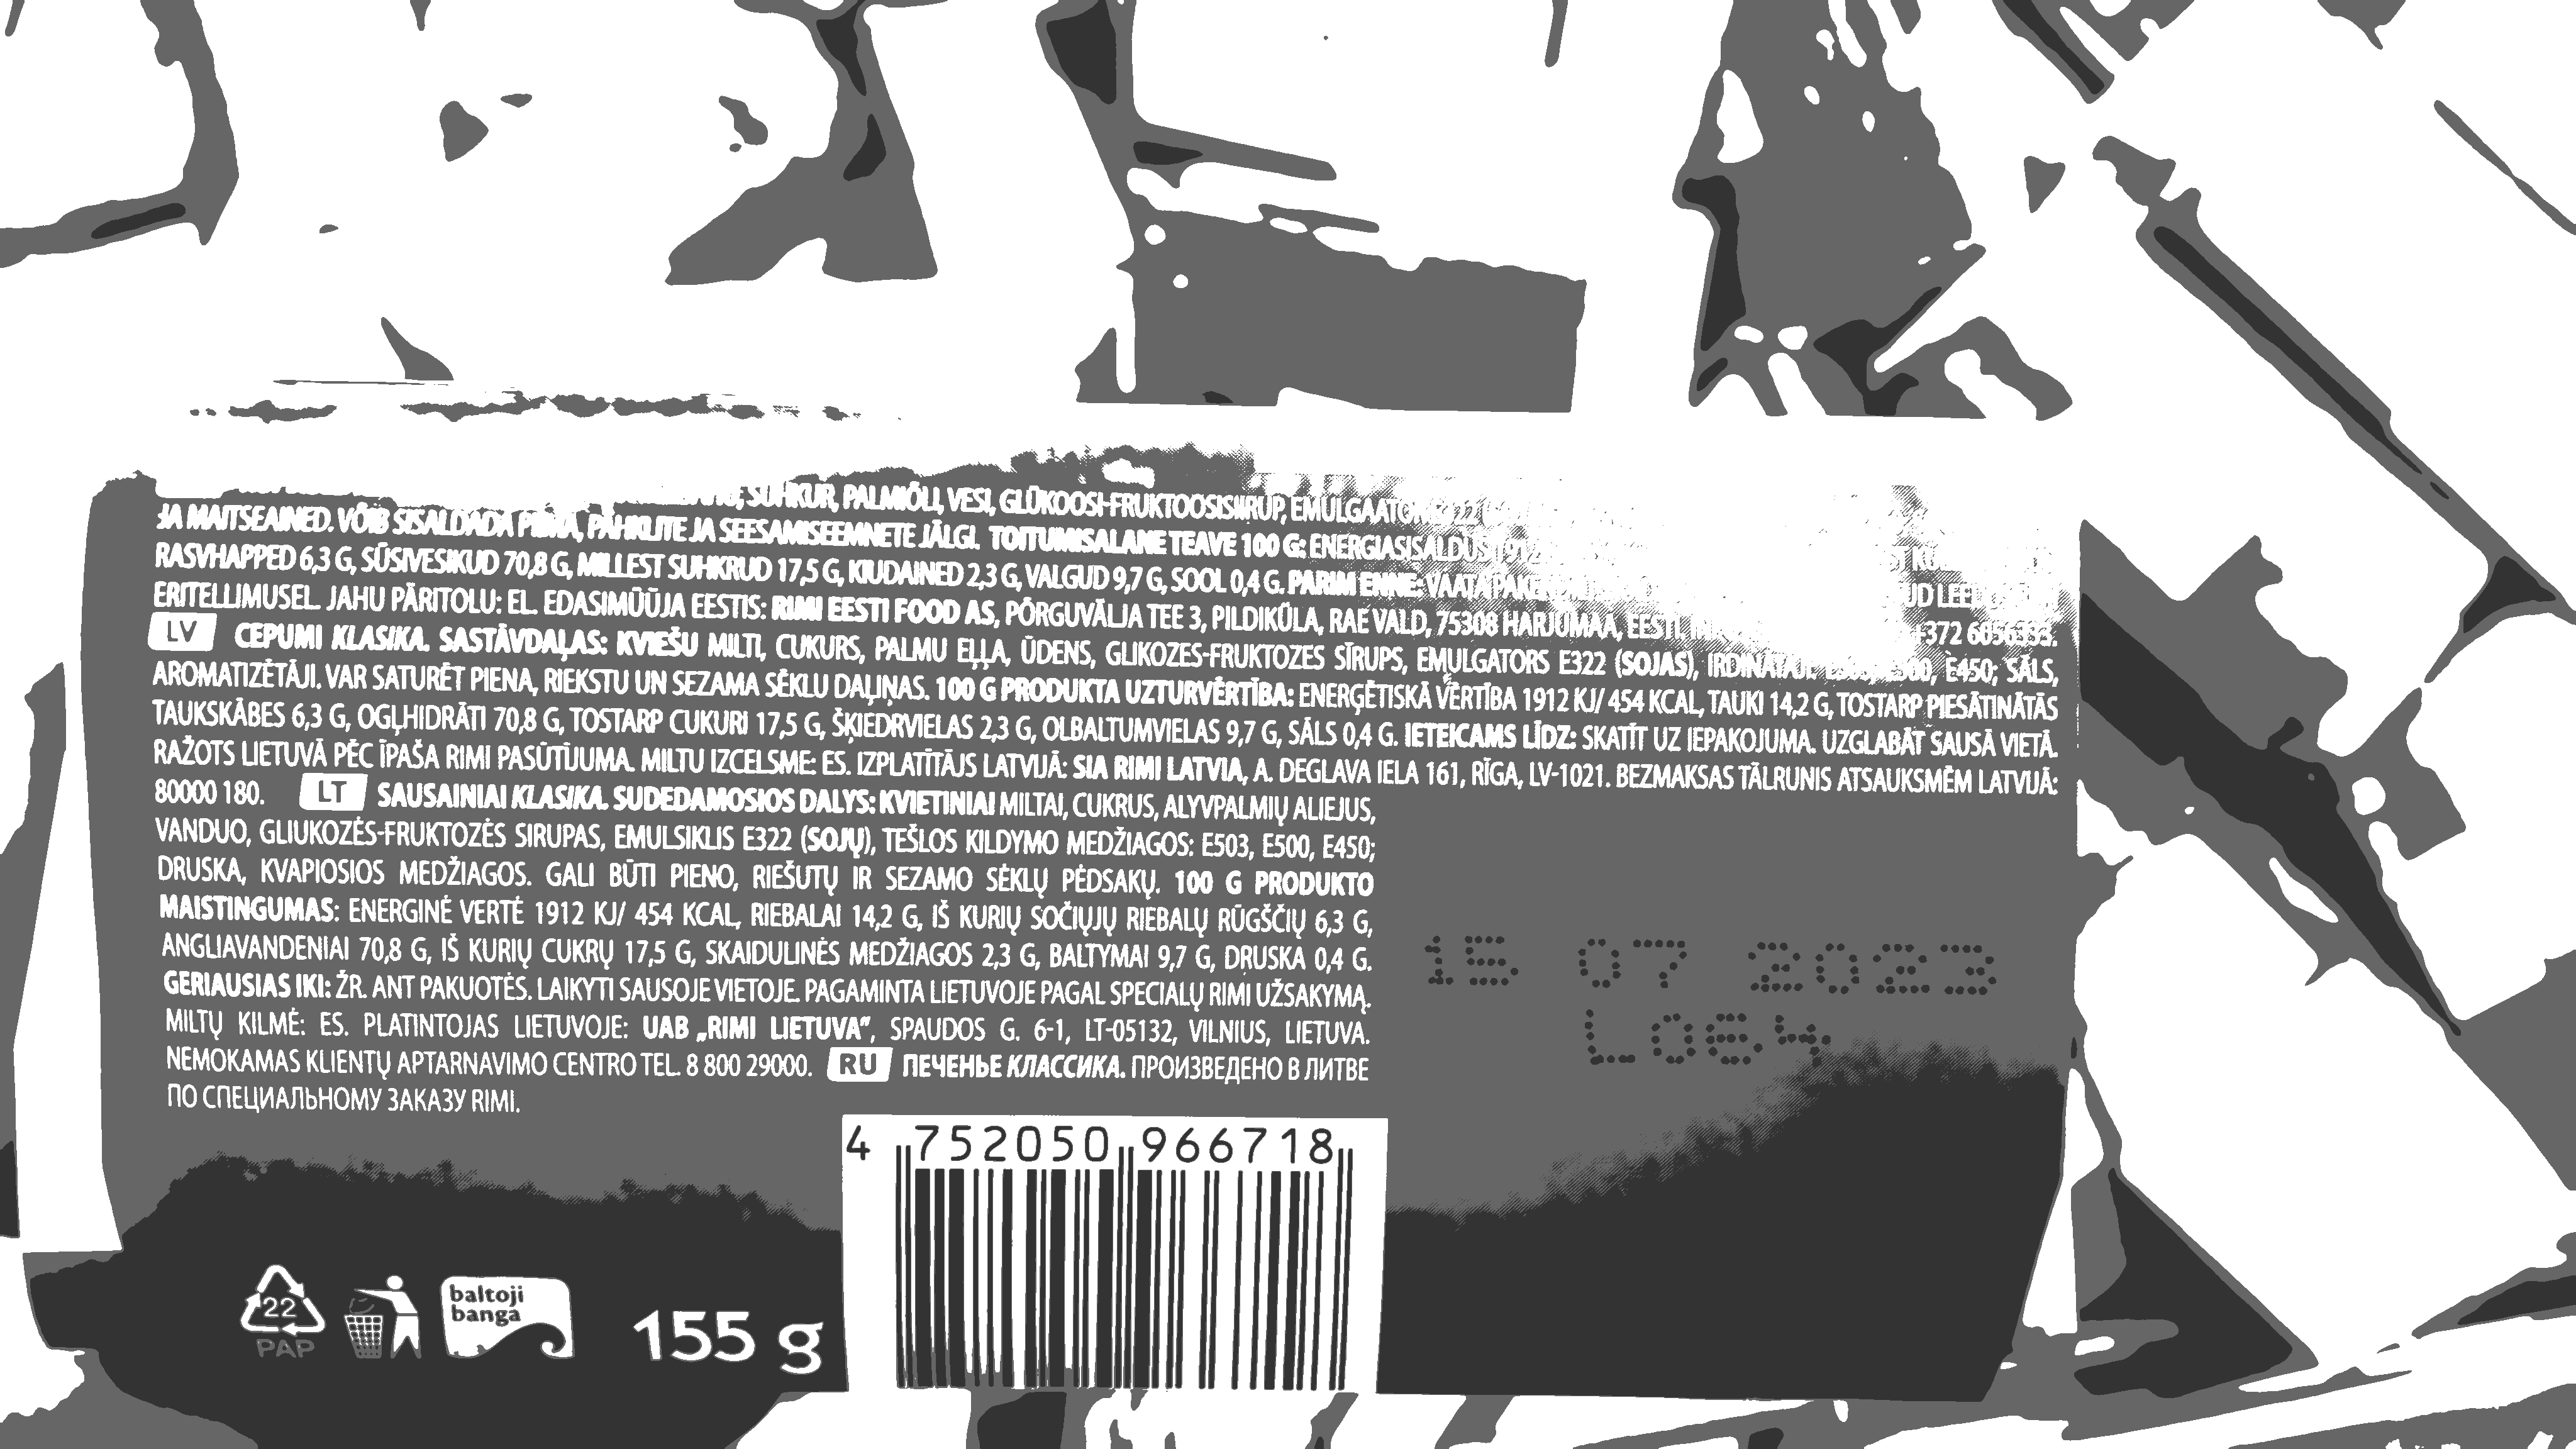 SUHKUR, PALMIÕLI, VESI, GLÜKOOSI-FRUKTOOSISIIRUP, EMULGAATOR E322
JA MAITSEAINED. VÕIB SISALDADA PIIMA, PÄHKLITE JA SEESAMISEEMNETE JÄLGI. TOITUMISALANE TEAVE 100 G: ENERGIASISALDUS 1912
RASVHAPPED 6,3 G, SÜSIVESIKUD 70,8 G, MILLEST SUHKRUD 17,5 G, KIUDAINED 2,3 G, VALGUD 9,7 G, SOOL 0,4 G. PARIM ENNE: VAATA
ERITELLIMUSEL. JAHU PÄRITOLU: EL. EDASIMÜÜJA EESTIS: RIMI EESTI FOOD AS, PÕRGUVÄLJA TEE 3, PILDIKÜLA, RAE VALD, 75308 HARJUMAA, EESTI, +372 6056333.
LV CEPUMI KLASIKA. SASTĀVDAĻAS: KVIEŠU MILTI, CUKURS, PALMU EĻĻA, ŪDENS, GLIKOZES-FRUKTOZES SĪRUPS, EMULGATORS E322 (SOJAS), IRDINĀTĀJI: E503, E500, E450; SĀLS,
AROMATIZĒTĀJI. VAR SATURĒT PIENA, RIEKSTU UN SEZAMA SĒKLU DAĻIŅAS. 100 G PRODUKTA UZTURVĒRTĪBA: ENERĢĒTISKĀ VĒRTĪBA 1912 KJ/ 454 KCAL, TAUKI 14,2 G, TOSTARP PIESĀTINĀTĀS
TAUKSKĀBES 6,3 G, OGĻHIDRĀTI 70,8 G, TOSTARP CUKURI 17,5 G, ŠĶIEDRVIELAS 2,3 G, OLBALTUMVIELAS 9,7 G, SĀLS 0,4 G. IETEICAMS LĪDZ: SKATĪT UZ IEPAKOJUMA. UZGLABĀT SAUSĀ VIETĀ.
RAŽOTS LIETUVĀ PĒC ĪPAŠA RIMI PASŪTĪJUMA. MILTU IZCELSME: ES. IZPLATĪTĀJS LATVIJĀ: SIA RIMI LATVIA, A. DEGLAVA IELA 161, RĪGA, LV-1021. BEZMAKSAS TĀLRUNIS ATSAUKSMĒM LATVIJĀ:
80000 180. LT SAUSAINIAI KLASIKA. SUDEDAMOSIOS DALYS: KVIETINIAI MILTAI, CUKRUS, ALYVPALMIŲ ALIEJUS,
VANDUO, GLIUKOZĖS-FRUKTOZĖS SIRUPAS, EMULSIKLIS E322 (SOJŲ), TEŠLOS KILDYMO MEDŽIAGOS: E503, E500, E450;
DRUSKA, KVAPIOSIOS MEDŽIAGOS. GALI BŪTI PIENO, RIEŠUTŲ IR SEZAMO SĖKLŲ PĖDSAKŲ. 100 G PRODUKTO
MAISTINGUMAS: ENERGINĖ VERTĖ 1912 KJ/ 454 KCAL, RIEBALAI 14,2 G, IŠ KURIŲ SOČIŲJŲ RIEBALŲ RŪGŠČIŲ 6,3 G,
ANGLIAVANDENIAI 70,8 G, IŠ KURIŲ CUKRŲ 17,5 G, SKAIDULINĖS MEDŽIAGOS 2,3 G, BALTYMAI 9,7 G, DRUSKA 0,4 G.
GERIAUSIAS IKI: ŽR. ANT PAKUOTĖS. LAIKYTI SAUSOJE VIETOJE. PAGAMINTA LIETUVOJE PAGAL SPECIALŲ RIMI UŽSAKYMĄ.
MILTŲ KILMĖ: ES. PLATINTOJAS LIETUVOJE: UAB „RIMI LIETUVA", SPAUDOS G. 6-1, LT-05132, VILNIUS, LIETUVA.
NEMOKAMAS KLIENTŲ APTARNAVIMO CENTRO TEL. 8 800 29000. RU ПЕЧЕНЬЕ КЛАССИКА. ПРОИЗВЕДЕНО В ЛИТВЕ
ПО СПЕЦИАЛЬНОМУ ЗАКАЗУ RIMI.
15 07 2023
L064
4 752050 966718
22
PAP
baltoji
banga
155 g